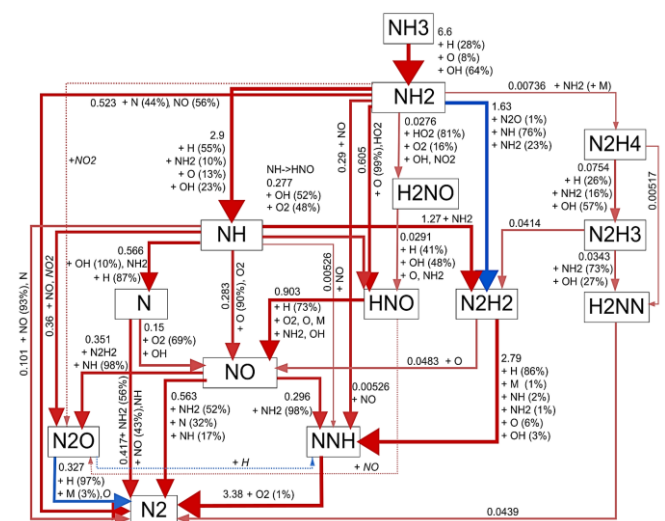 NH3
6.6
+ H (28%)
+ O (8%)
+ OH (64%)
NH2
0.00736 + NH2 (+ M)
0.523 + N (44%), NO (56%)
1.63
+ N2O (1%)
+ NH (76%)
+ NH2 (23%)
0.0276
+ HO2 (81%)
+ O2 (16%)
+ OH, NO2
N2H4
2.9
+ H (55%)
+ NH2 (10%)
+ O (13%)
+ OH (23%)
+NO2
0.29 + NO
0.605
+ O (99%),HO2
0.0754
+ H (26%)
+ NH2 (16%)
+ OH (57%)
0.00517
NH->HNO
0.277
+ OH (52%)
+ O2 (48%)
H2NO
1.27+ NH2
NH
0.0414
N2H3
0.566
+ OH (10%), NH2
+ H (87%)
0.0291
+ H (41%)
+ OH (48%)
+ O, NH2
0.0343
+ NH2 (73%)
+ OH (27%)
0.101 + NO (93%), N
0.36 + NO, NO2
0.283
+ O (90%), O2
0.00526
+ NO
N
HNO
N2H2
H2NN
0.903
+ H (73%)
+ O2, O, M
+ NH2, OH
0.15
+ O2 (69%)
+ OH
0.351
+ N2H2
+ NH (98%)
NO
0.0483 + O
2.79
+ H (86%)
+ M (1%)
+ NH (2%)
+ NH2 (1%)
+ O (6%)
+ OH (3%)
0.417+ NH2 (56%)
+ NO (43%),NH
0.563
+ NH2 (52%)
+ N (32%)
+ NH (17%)
0.296
+ NH2 (98%)
0.00526
+ NO
N2O
NNH
+ H
+ NO
0.327
+ H (97%)
+ M (3%),O
N2
3.38 + O2 (1%)
0.0439